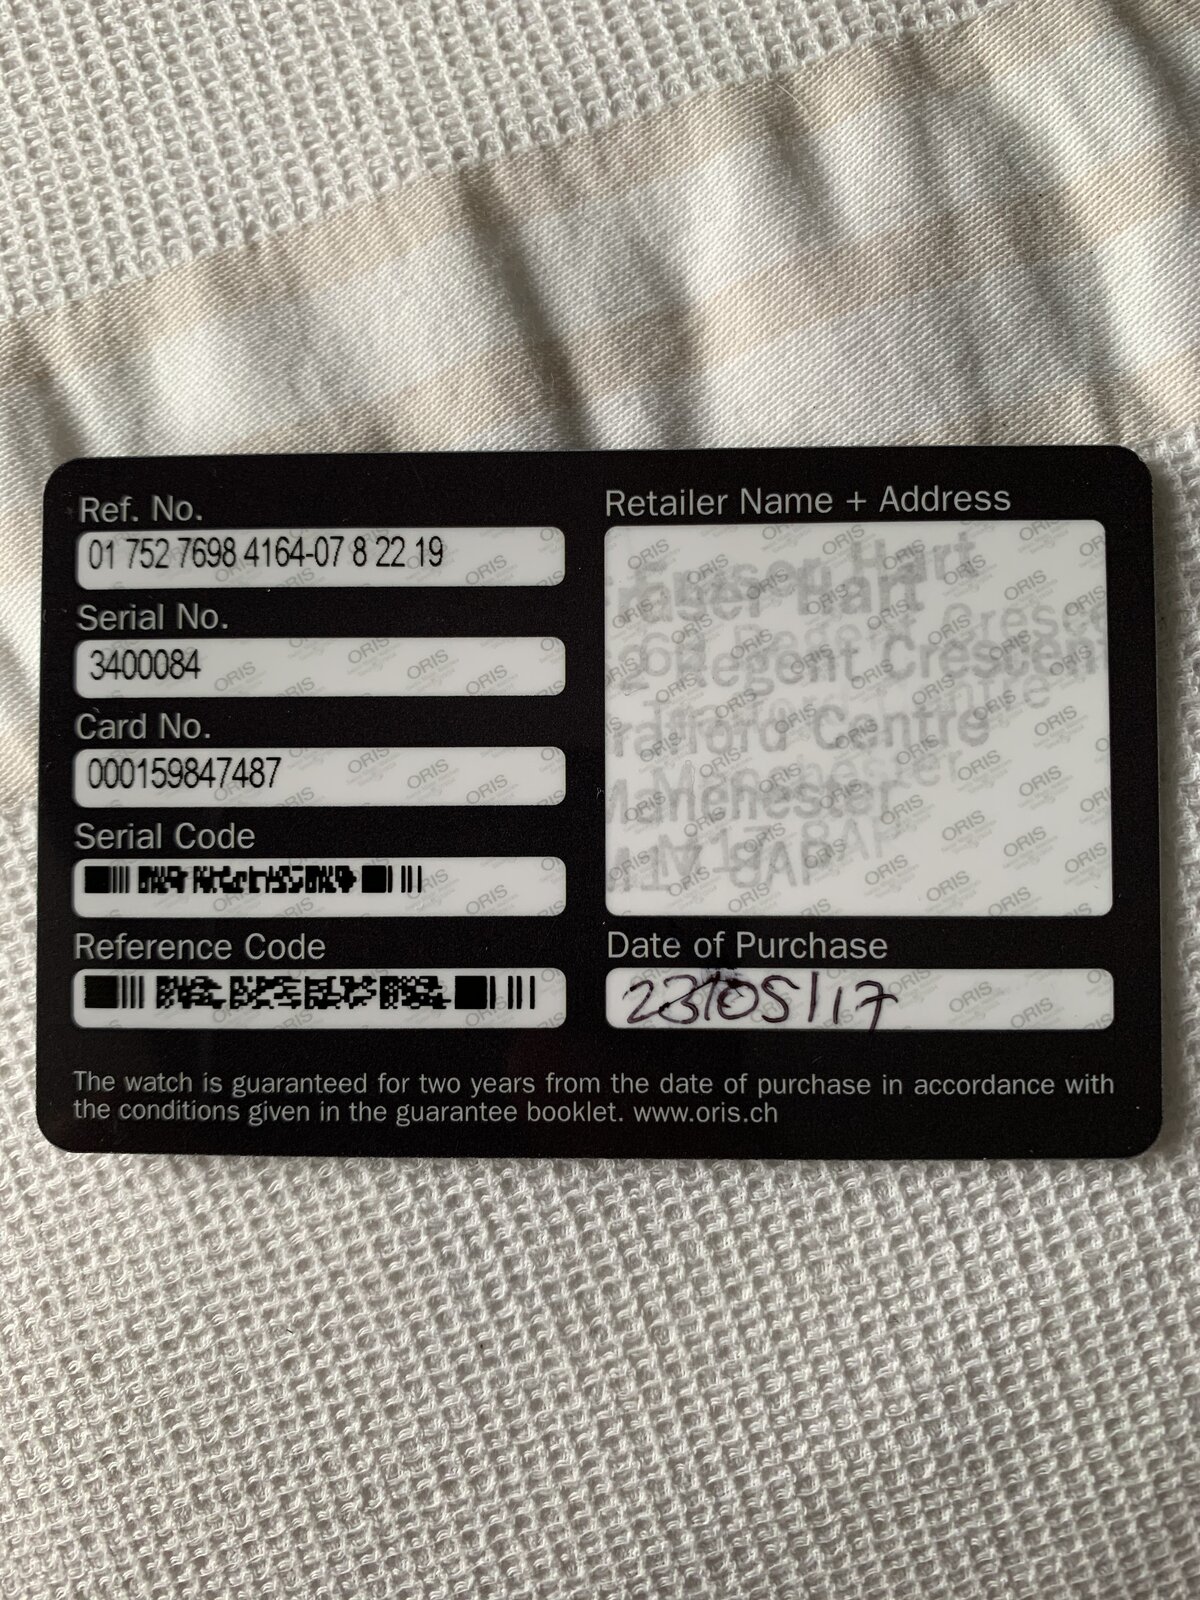 Ref. No.
01 752 7698 4164-07 8 22 19
Serial No.
3400084
Card No.
000159847487
Serial Code
Reference Code
Retailer Name + Address
Fraser Hart
Regent Crescent
Trafford Centre
Manchester
Date of Purchase
23/05/17
The watch is guaranteed for two years from the date of purchase in accordance with
the conditions given in the guarantee booklet. www.oris.ch